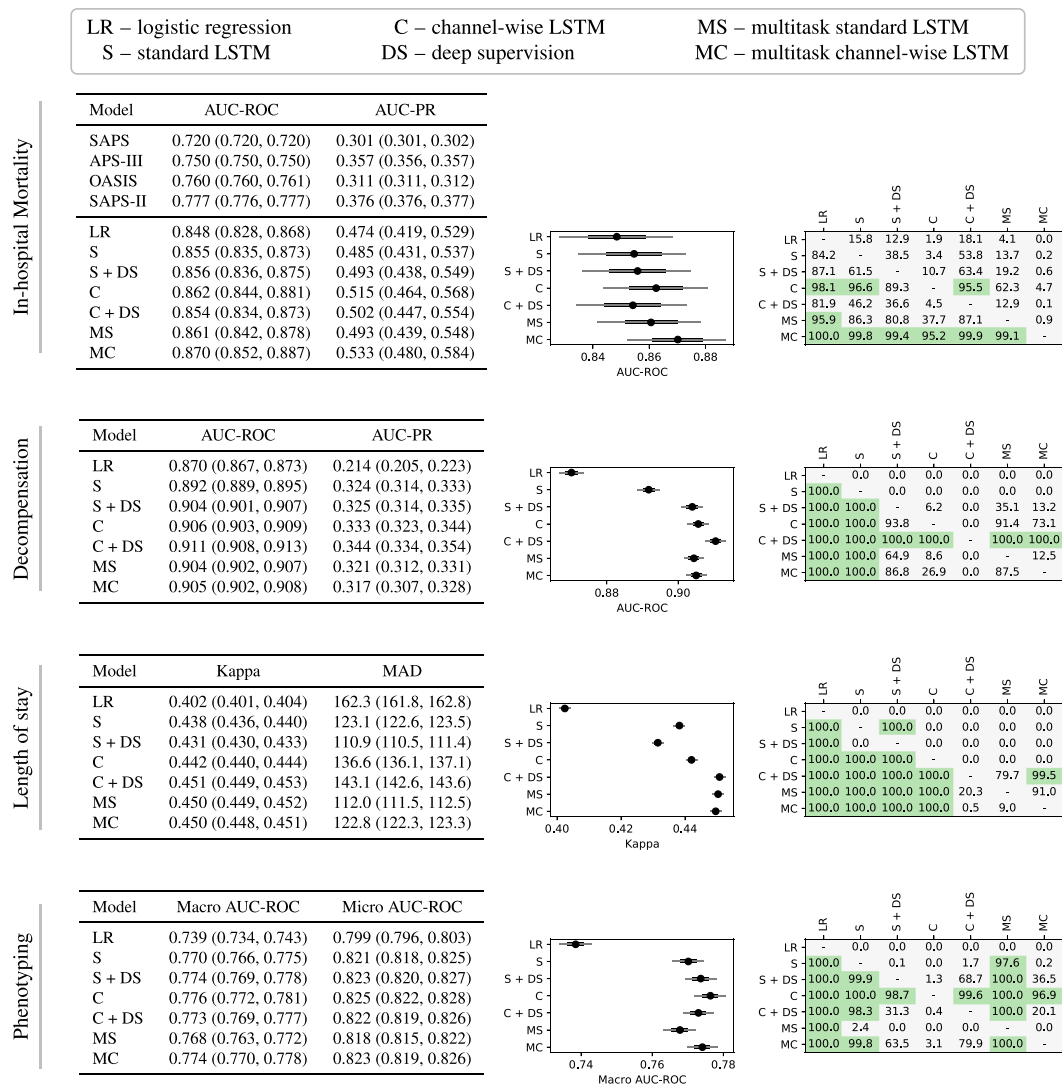 LR – logistic regression C – channel-wise LSTM MS – multitask standard LSTM
S – standard LSTM DS – deep supervision MC – multitask channel-wise LSTM
In-hospital Mortality
Model AUC-ROC AUC-PR
SAPS 0.720 (0.720, 0.720) 0.301 (0.301, 0.302)
APS-III 0.750 (0.750, 0.750) 0.357 (0.356, 0.357)
OASIS 0.760 (0.760, 0.761) 0.311 (0.311, 0.312)
SAPS-II 0.777 (0.776, 0.777) 0.376 (0.376, 0.377)
LR 0.848 (0.828, 0.868) 0.474 (0.419, 0.529)
S 0.855 (0.835, 0.873) 0.485 (0.431, 0.537)
S + DS 0.856 (0.836, 0.875) 0.493 (0.438, 0.549)
C 0.862 (0.844, 0.881) 0.515 (0.464, 0.568)
C + DS 0.854 (0.834, 0.873) 0.502 (0.447, 0.554)
MS 0.861 (0.842, 0.878) 0.493 (0.439, 0.548)
MC 0.870 (0.852, 0.887) 0.533 (0.480, 0.584)
LR
S
S + DS
C
C + DS
MS
MC
0.84 0.86 0.88
AUC-ROC
LR S S + DS C C + DS MS MC
LR - 15.8 12.9 1.9 18.1 4.1 0.0
S 84.2 - 38.5 3.4 53.8 13.7 0.2
S + DS 87.1 61.5 - 10.7 63.4 19.2 0.6
C 98.1 96.6 89.3 - 95.5 62.3 4.7
C + DS 81.9 46.2 36.6 4.5 - 12.9 0.1
MS 95.9 86.3 80.8 37.7 87.1 - 0.9
MC 100.0 99.8 99.4 95.2 99.9 99.1 -
Decompensation
Model AUC-ROC AUC-PR
LR 0.870 (0.867, 0.873) 0.214 (0.205, 0.223)
S 0.892 (0.889, 0.895) 0.324 (0.314, 0.333)
S + DS 0.904 (0.901, 0.907) 0.325 (0.314, 0.335)
C 0.906 (0.903, 0.909) 0.333 (0.323, 0.344)
C + DS 0.911 (0.908, 0.913) 0.344 (0.334, 0.354)
MS 0.904 (0.902, 0.907) 0.321 (0.312, 0.331)
MC 0.905 (0.902, 0.908) 0.317 (0.307, 0.328)
LR
S
S + DS
C
C + DS
MS
MC
0.88 0.90
AUC-ROC
LR S S + DS C C + DS MS MC
LR - 0.0 0.0 0.0 0.0 0.0 0.0
S 100.0 - 0.0 0.0 0.0 0.0 0.0
S + DS 100.0 100.0 - 6.2 0.0 35.1 13.2
C 100.0 100.0 93.8 - 0.0 91.4 73.1
C + DS 100.0 100.0 100.0 100.0 - 100.0 100.0
MS 100.0 100.0 64.9 8.6 0.0 - 12.5
MC 100.0 100.0 86.8 26.9 0.0 87.5 -
Length of stay
Model Kappa MAD
LR 0.402 (0.401, 0.404) 162.3 (161.8, 162.8)
S 0.438 (0.436, 0.440) 123.1 (122.6, 123.5)
S + DS 0.431 (0.430, 0.433) 110.9 (110.5, 111.4)
C 0.442 (0.440, 0.444) 136.6 (136.1, 137.1)
C + DS 0.451 (0.449, 0.453) 143.1 (142.6, 143.6)
MS 0.450 (0.449, 0.452) 112.0 (111.5, 112.5)
MC 0.450 (0.448, 0.451) 122.8 (122.3, 123.3)
LR
S
S + DS
C
C + DS
MS
MC
0.40 0.42 0.44
Kappa
LR S S + DS C C + DS MS MC
LR - 0.0 0.0 0.0 0.0 0.0 0.0
S 100.0 - 100.0 0.0 0.0 0.0 0.0
S + DS 100.0 0.0 - 0.0 0.0 0.0 0.0
C 100.0 100.0 100.0 - 0.0 0.0 0.0
C + DS 100.0 100.0 100.0 100.0 - 79.7 99.5
MS 100.0 100.0 100.0 100.0 20.3 - 91.0
MC 100.0 100.0 100.0 100.0 0.5 9.0 -
Phenotyping
Model Macro AUC-ROC Micro AUC-ROC
LR 0.739 (0.734, 0.743) 0.799 (0.796, 0.803)
S 0.770 (0.766, 0.775) 0.821 (0.818, 0.825)
S + DS 0.774 (0.769, 0.778) 0.823 (0.820, 0.827)
C 0.776 (0.772, 0.781) 0.825 (0.822, 0.828)
C + DS 0.773 (0.769, 0.777) 0.822 (0.819, 0.826)
MS 0.768 (0.763, 0.772) 0.818 (0.815, 0.822)
MC 0.774 (0.770, 0.778) 0.823 (0.819, 0.826)
LR
S
S + DS
C
C + DS
MS
MC
0.74 0.76 0.78
Macro AUC-ROC
LR S S + DS C C + DS MS MC
LR - 0.0 0.0 0.0 0.0 0.0 0.0
S 100.0 - 0.1 0.0 1.7 97.6 0.2
S + DS 100.0 99.9 - 1.3 68.7 100.0 36.5
C 100.0 100.0 98.7 - 99.6 100.0 96.9
C + DS 100.0 98.3 31.3 0.4 - 100.0 20.1
MS 100.0 2.4 0.0 0.0 0.0 - 0.0
MC 100.0 99.8 63.5 3.1 79.9 100.0 -